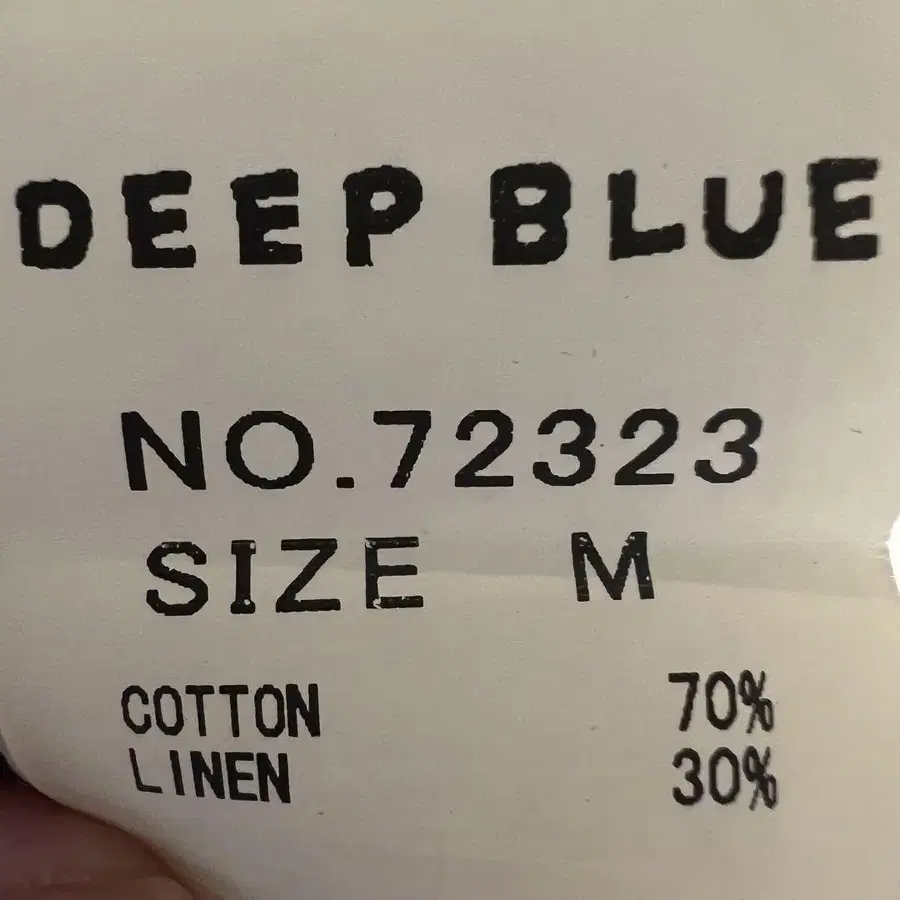 DEEP BLUE
NO.72323
SIZE M
COTTON 70%
LINEN 30%